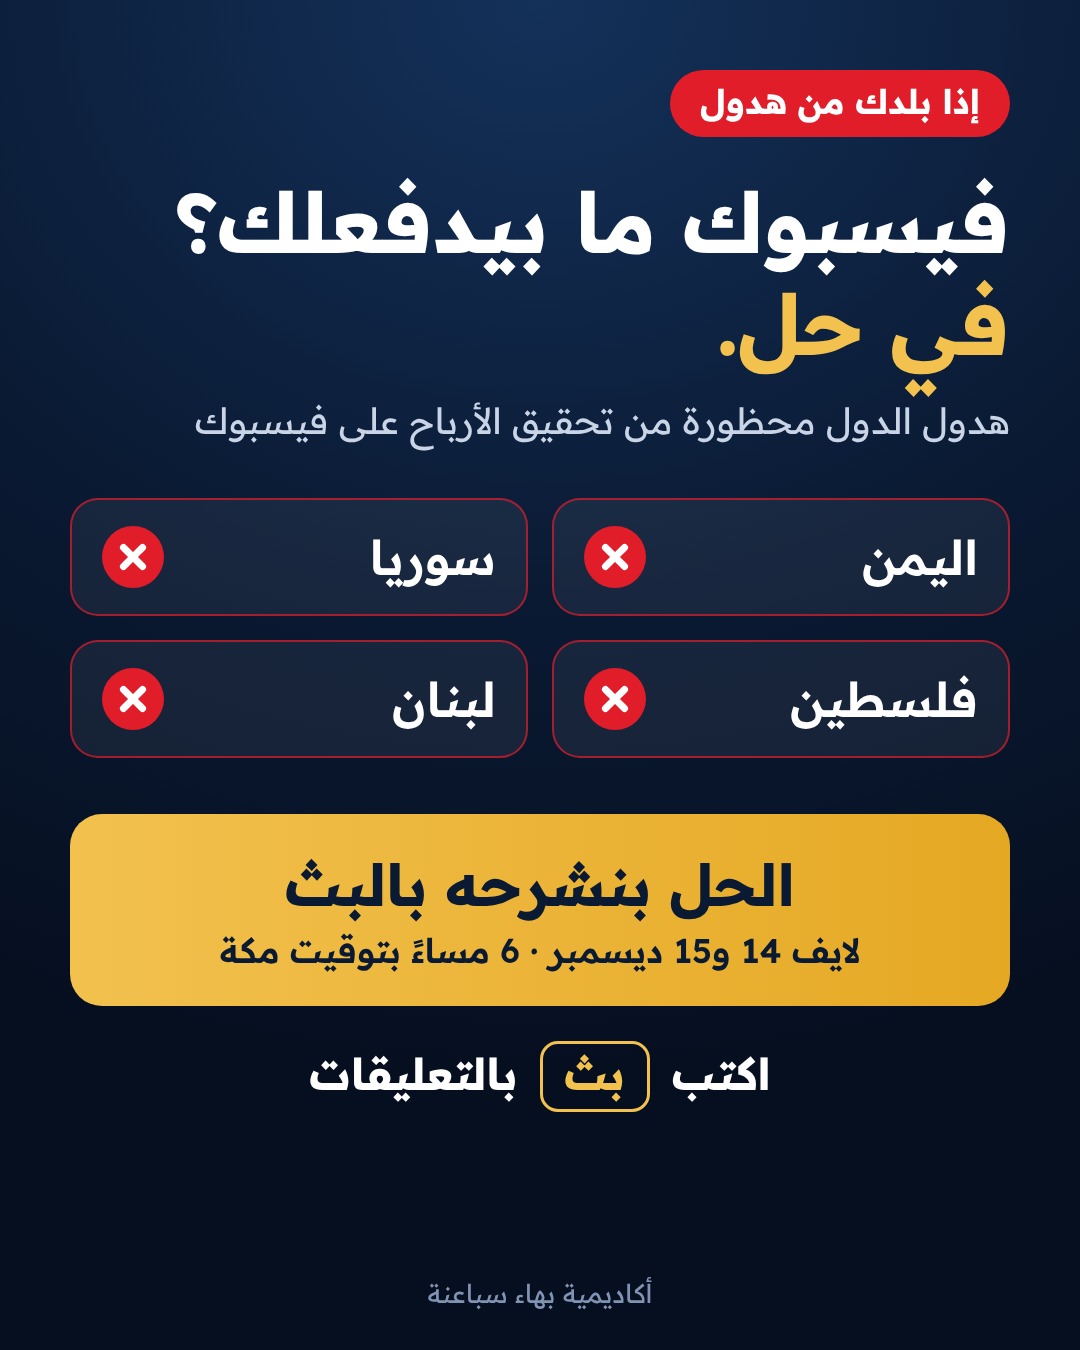 إذا بلدك من هدول
فيسبوك ما بيدفعلك؟
في حل.
هدول الدول محظورة من تحقيق الأرباح على فيسبوك
اليمن
سوريا
فلسطين
لبنان
الحل بنشرحه بالبث
لايف 14 و15 ديسمبر · 6 مساءً بتوقيت مكة
اكتب بث بالتعليقات
أكاديمية بهاء سباعنة